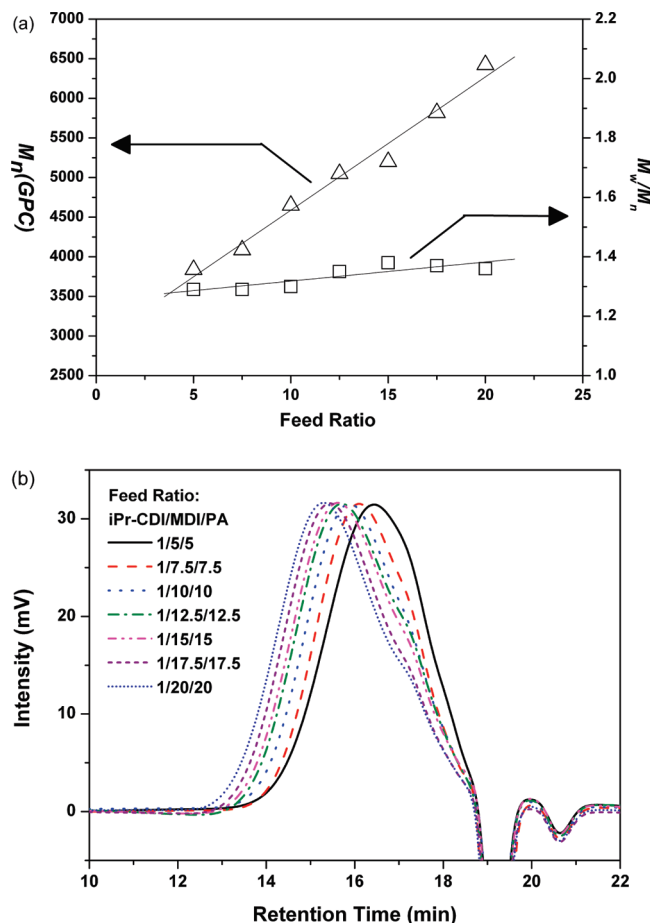 (a)
7000
6500
6000
5500
5000
4500
4000
3500
3000
2500
Mn(GPC)
2.2
2.0
1.8
1.6
1.4
1.2
1.0
Mw/Mn
0 5 10 15 20 25
Feed Ratio
(b)
Feed Ratio:
iPr-CDI/MDI/PA
1/5/5
1/7.5/7.5
1/10/10
1/12.5/12.5
1/15/15
1/17.5/17.5
1/20/20
30
20
10
0
Intensity (mV)
10 12 14 16 18 20 22
Retention Time (min)